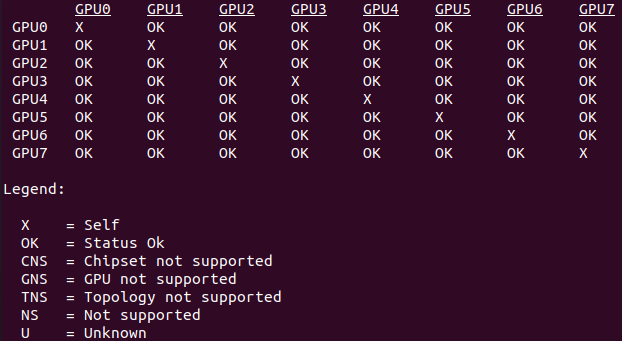 GPU0 GPU1 GPU2 GPU3 GPU4 GPU5 GPU6 GPU7
GPU0 X OK OK OK OK OK OK OK
GPU1 OK X OK OK OK OK OK OK
GPU2 OK OK X OK OK OK OK OK
GPU3 OK OK OK X OK OK OK OK
GPU4 OK OK OK OK X OK OK OK
GPU5 OK OK OK OK OK X OK OK
GPU6 OK OK OK OK OK OK X OK
GPU7 OK OK OK OK OK OK OK X
Legend:
X = Self
OK = Status Ok
CNS = Chipset not supported
GNS = GPU not supported
TNS = Topology not supported
NS = Not supported
U = Unknown